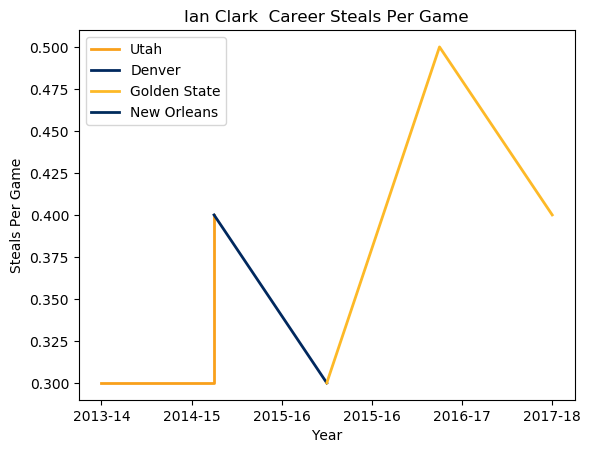 Ian Clark  Career Steals Per Game
Utah
Denver
Golden State
New Orleans
Steals Per Game
0.500
0.475
0.450
0.425
0.400
0.375
0.350
0.325
0.300
2013-14 2014-15 2015-16 2015-16 2016-17 2017-18
Year